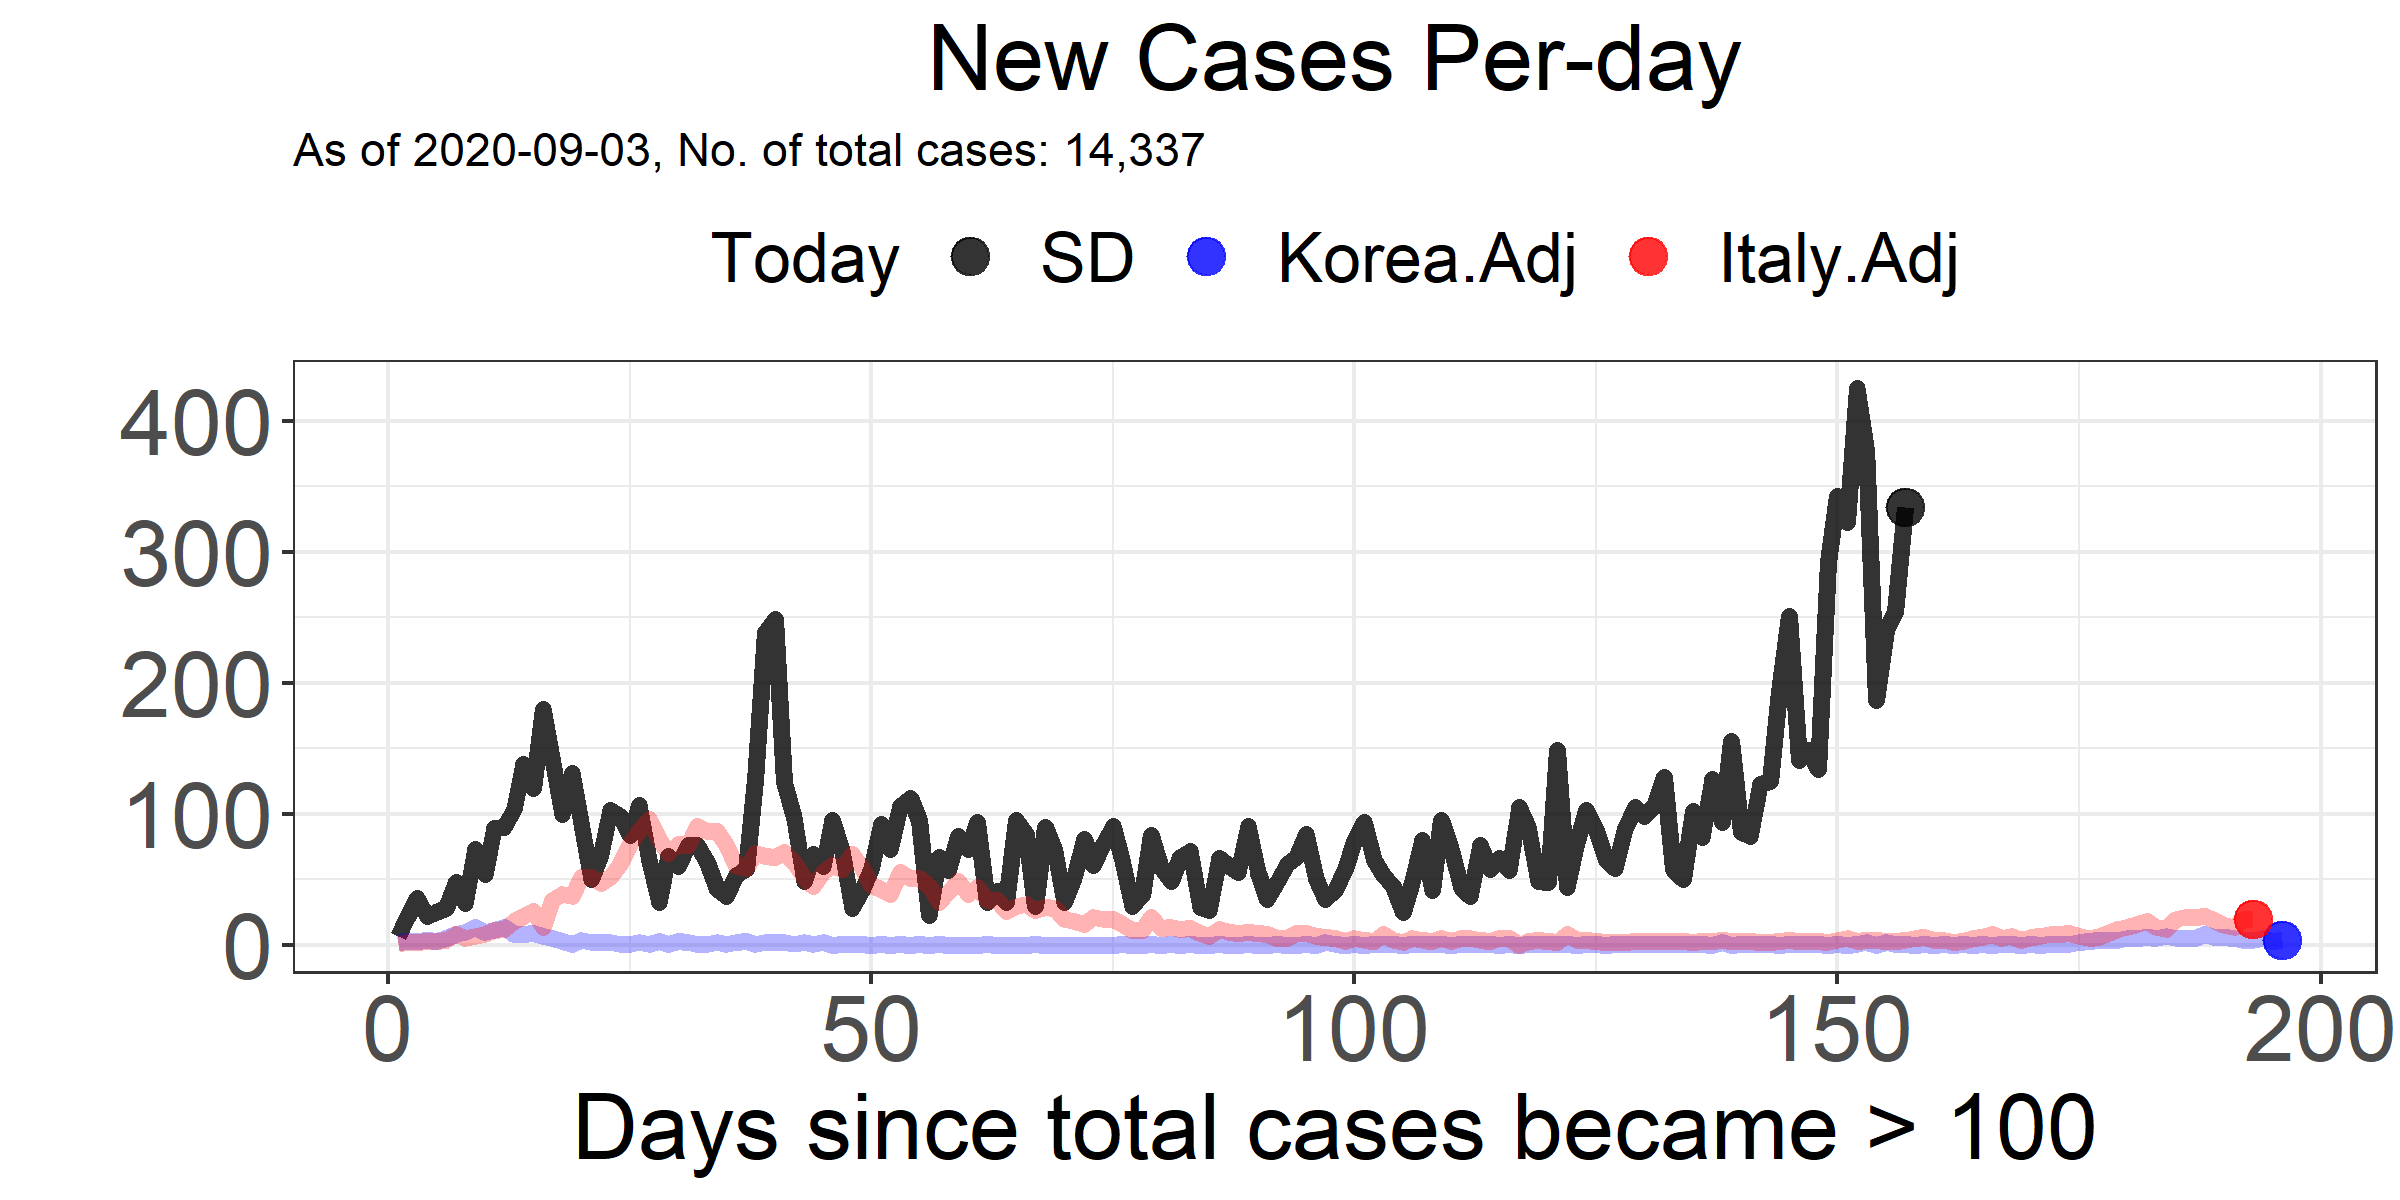 New Cases Per-day
As of 2020-09-03, No. of total cases: 14,337
Today SD Korea.Adj Italy.Adj
400
300
200
100
0
0 50 100 150 200
Days since total cases became > 100